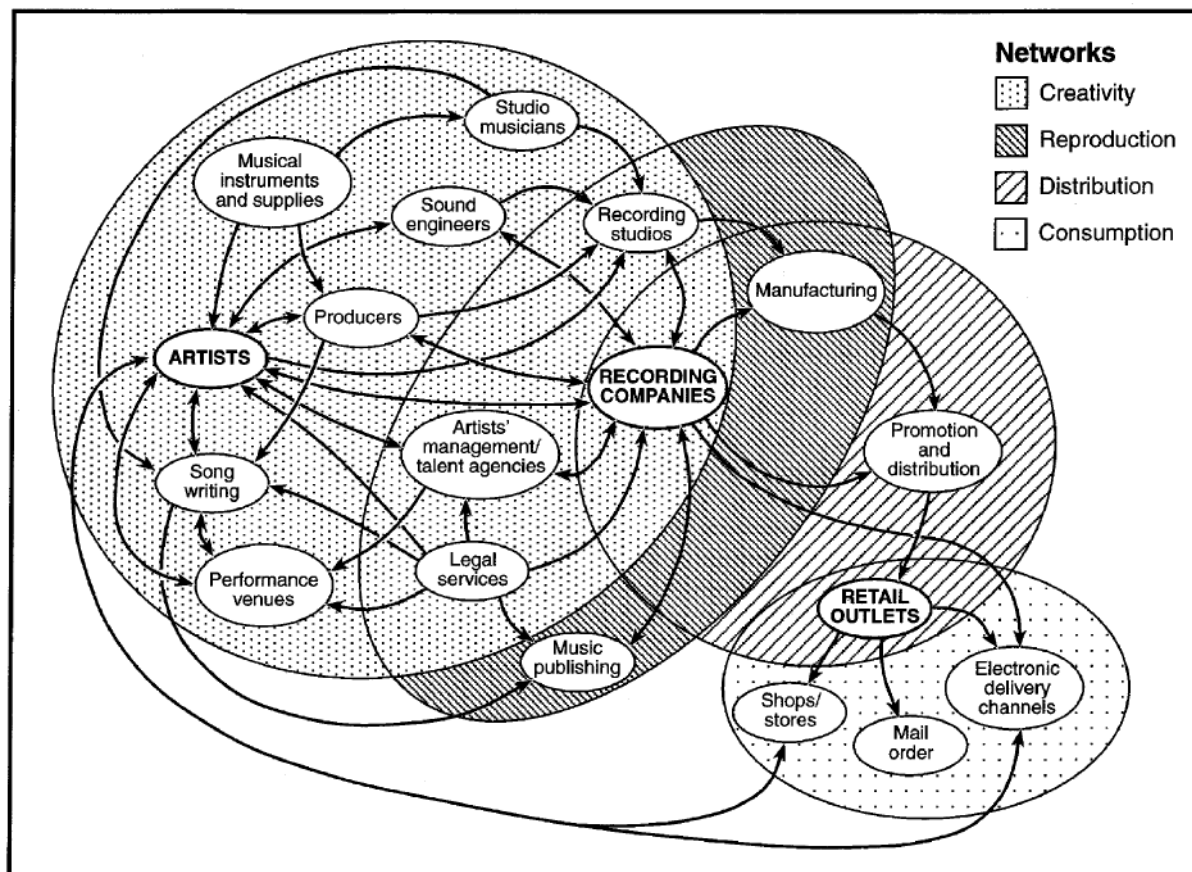 Networks
Creativity
Reproduction
Distribution
Consumption
Studio
musicians
Musical
instruments
and supplies
Sound
engineers
Recording
studios
Manufacturing
Producers
ARTISTS
RECORDING
COMPANIES
Artists'
management/
talent agencies
Promotion
and
distribution
Song
writing
Legal
services
Performance
venues
RETAIL
OUTLETS
Music
publishing
Electronic
delivery
channels
Shops/
stores
Mail
order